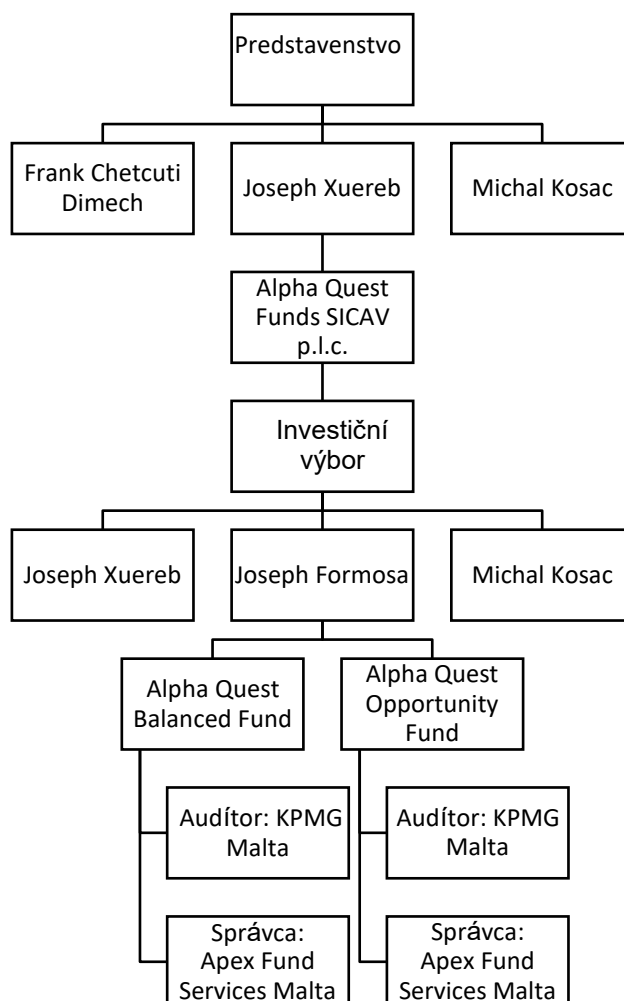 Predstavenstvo
Frank Chetcuti
Dimech
Joseph Xuereb
Michal Kosac
Alpha Quest
Funds SICAV
p.l.c.
Investiční
výbor
Joseph Xuereb
Joseph Formosa
Michal Kosac
Alpha Quest
Balanced Fund
Alpha Quest
Opportunity
Fund
Audítor: KPMG
Malta
Audítor: KPMG
Malta
Správca:
Apex Fund
Services Malta
Správca:
Apex Fund
Services Malta